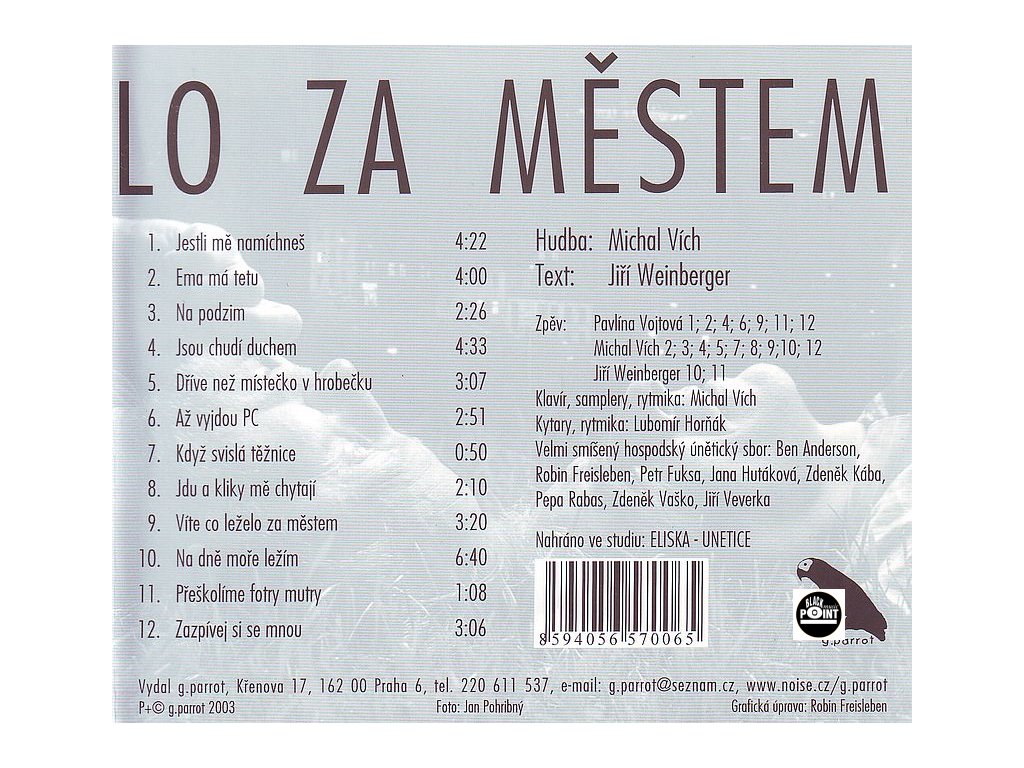 LO ZA MĚSTEM
1. Jestli mě namíchneš 4:22
2. Ema má tetu 4:00
3. Na podzim 2:26
4. Jsou chudí duchem 4:33
5. Dříve než místečko v hrobečku 3:07
6. Až vyjdou PC 2:51
7. Když svislá těžnice 0:50
8. Jdu a kliky mě chytají 2:10
9. Víte co leželo za městem 3:20
10. Na dně moře ležím 6:40
11. Přeškolíme fotry mutry 1:08
12. Zazpívej si se mnou 3:06
Hudba: Michal Vích
Text: Jiří Weinberger
Zpěv: Pavlína Vojtová 1; 2; 4; 6; 9; 11; 12
Michal Vích 2; 3; 4; 5; 7; 8; 9;10; 12
Jiří Weinberger 10; 11
Klavír, samplery, rytmika: Michal Vích
Kytary, rytmika: Lubomír Horňák
Velmi smíšený hospodský únětický sbor: Ben Anderson,
Robin Freisleben, Petr Fuksa, Jana Hutáková, Zdeněk Kába,
Pepa Rabas, Zdeněk Vaško, Jiří Veverka
Nahráno ve studiu: ELISKA - UNETICE
8594056570065
BLACK
POINT
g.parrot
Vydal g.parrot, Křenova 17, 162 00 Praha 6, tel. 220 611 537, e-mail: g.parrot@seznam.cz, www.noise.cz/g.parrot
P+© g.parrot 2003 Foto: Jan Pohribný Grafická úprava: Robin Freisleben